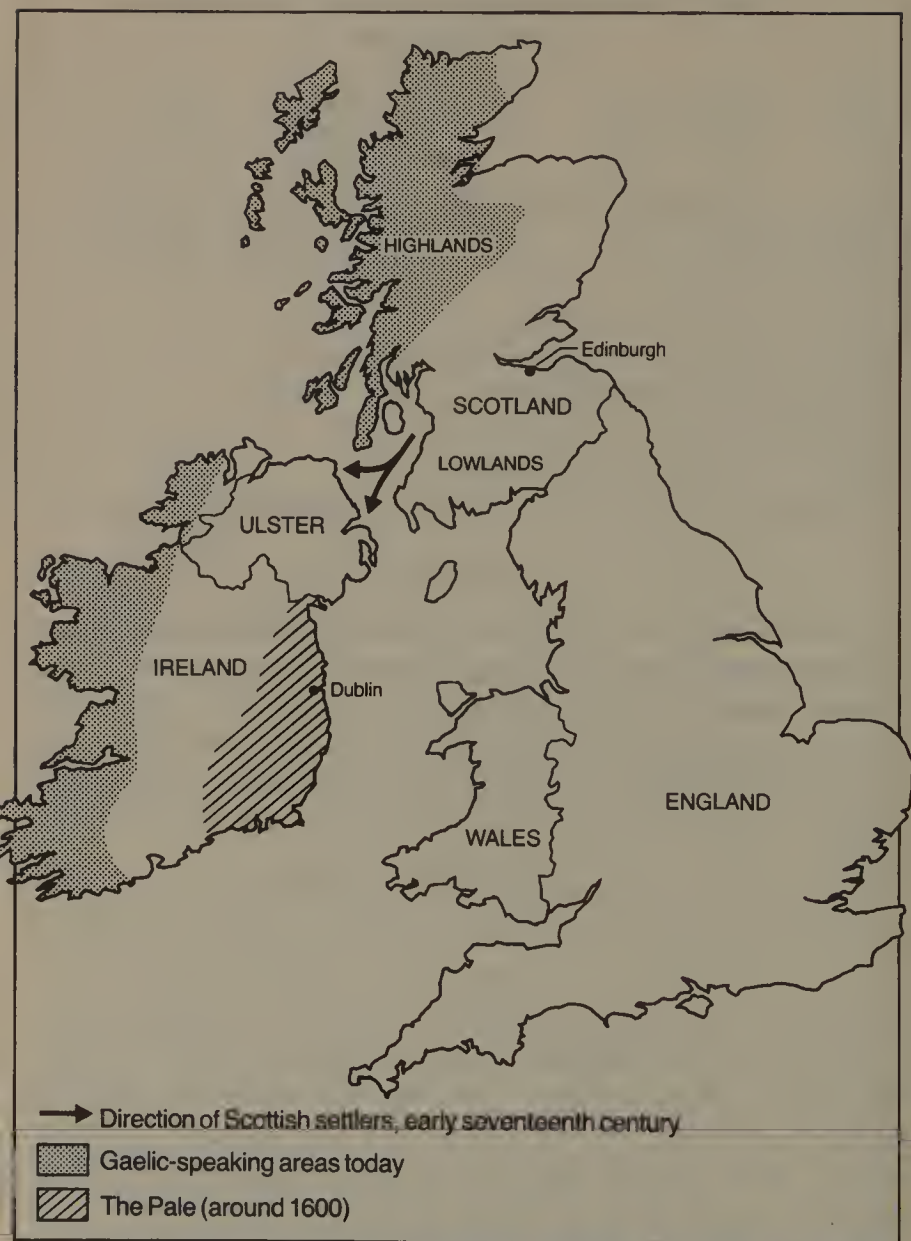 HIGHLANDS
Edinburgh
SCOTLAND
LOWLANDS
ULSTER
IRELAND
Dublin
ENGLAND
WALES
Direction of Scottish settlers, early seventeenth century
Gaelic-speaking areas today
The Pale (around 1600)